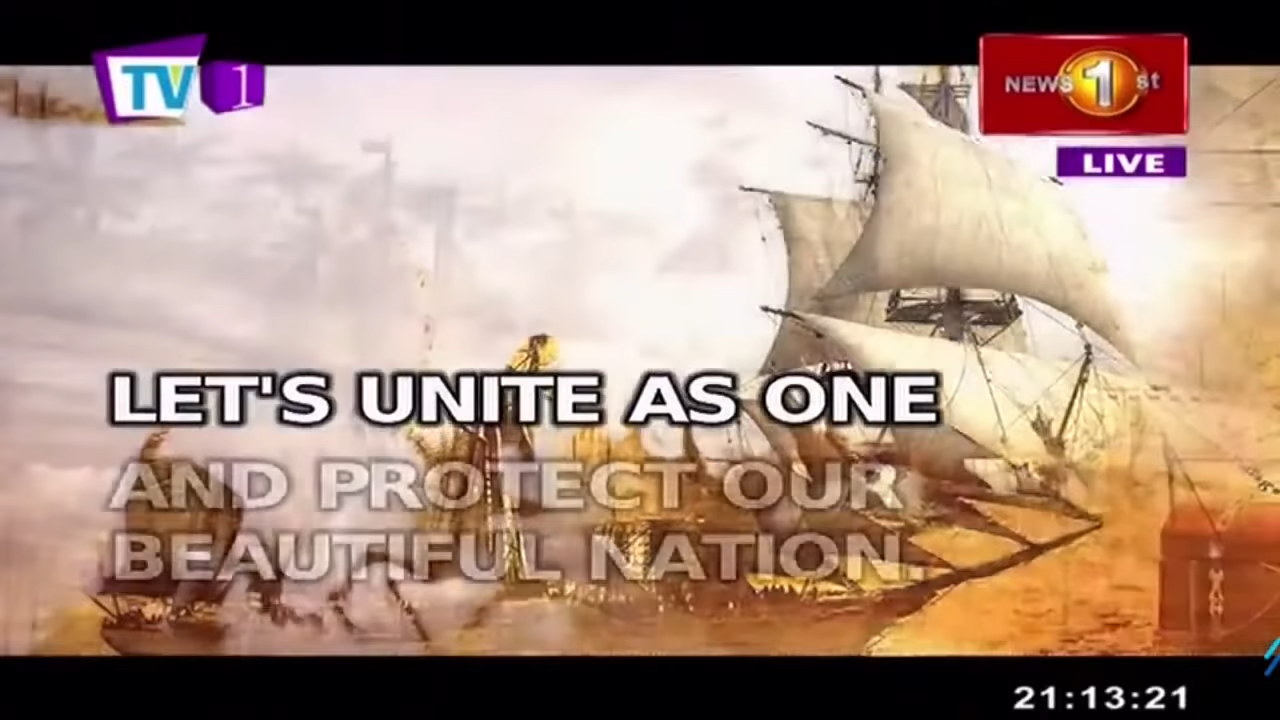 TV 1
NEWS 1st
LIVE
LET'S UNITE AS ONE
AND PROTECT OUR
BEAUTIFUL NATION.
21:13:21